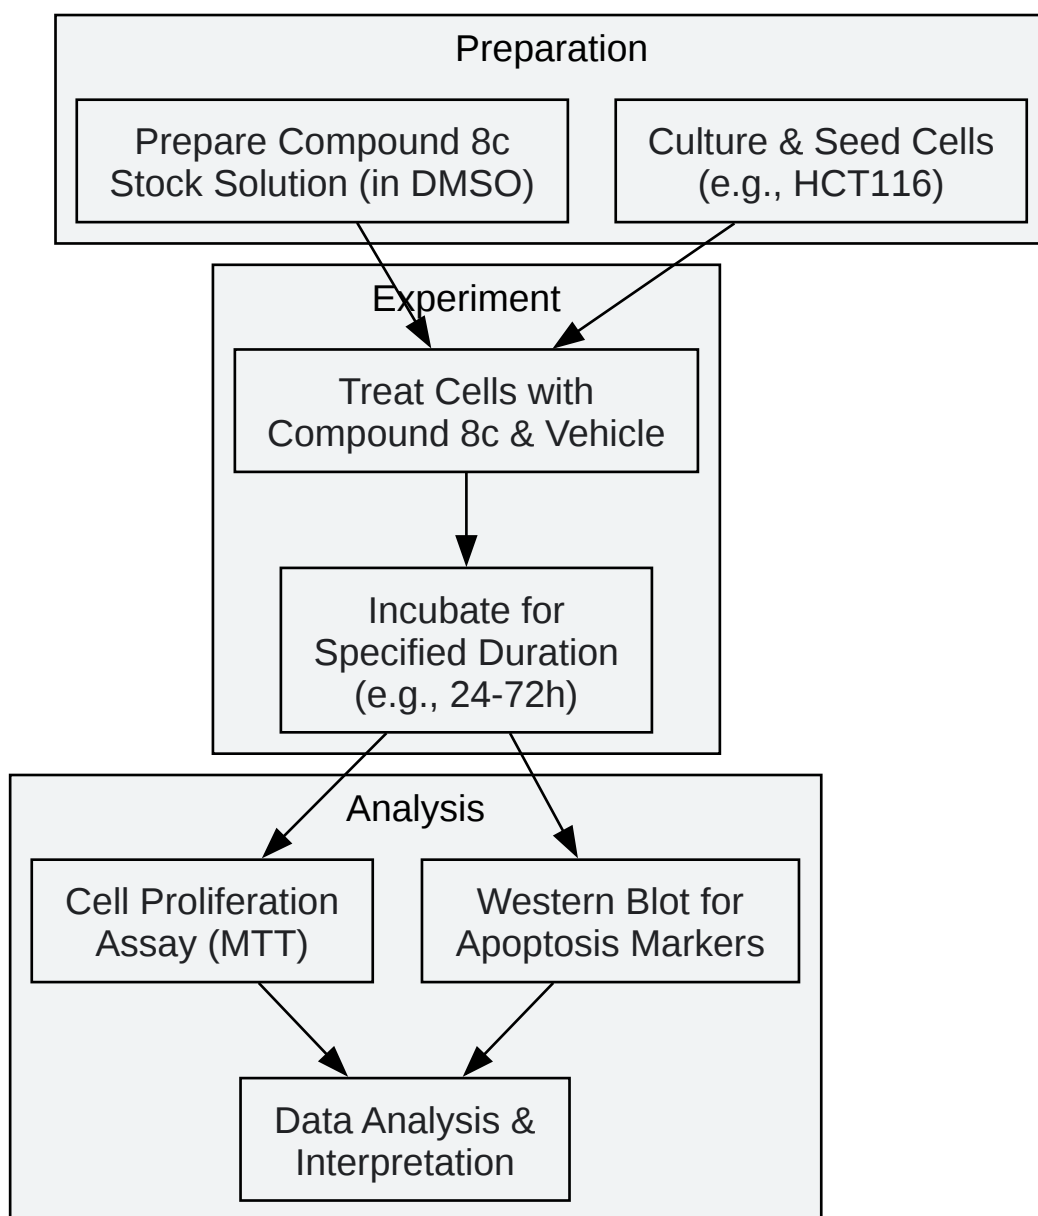 Preparation
Prepare Compound 8c
Stock Solution (in DMSO)
Culture & Seed Cells
(e.g., HCT116)
Experiment
Treat Cells with
Compound 8c & Vehicle
Incubate for
Specified Duration
(e.g., 24-72h)
Analysis
Cell Proliferation
Assay (MTT)
Western Blot for
Apoptosis Markers
Data Analysis &
Interpretation